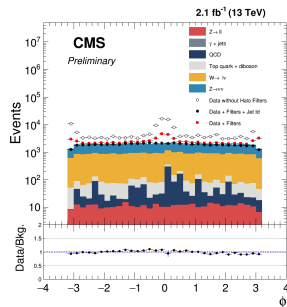 2.1 fb⁻¹ (13 TeV)
CMS
Preliminary
Z → ll
γ + jets
QCD
Top quark + diboson
W → lν
Z → νν
Data without Halo Filters
Data + Filters + Jet Id
Data + Filters
Events
10⁷
10⁶
10⁵
10⁴
10³
10²
10
Data/Bkg.
2
1.5
1
0.5
0
−4 −3 −2 −1 0 1 2 3 4
ϕ